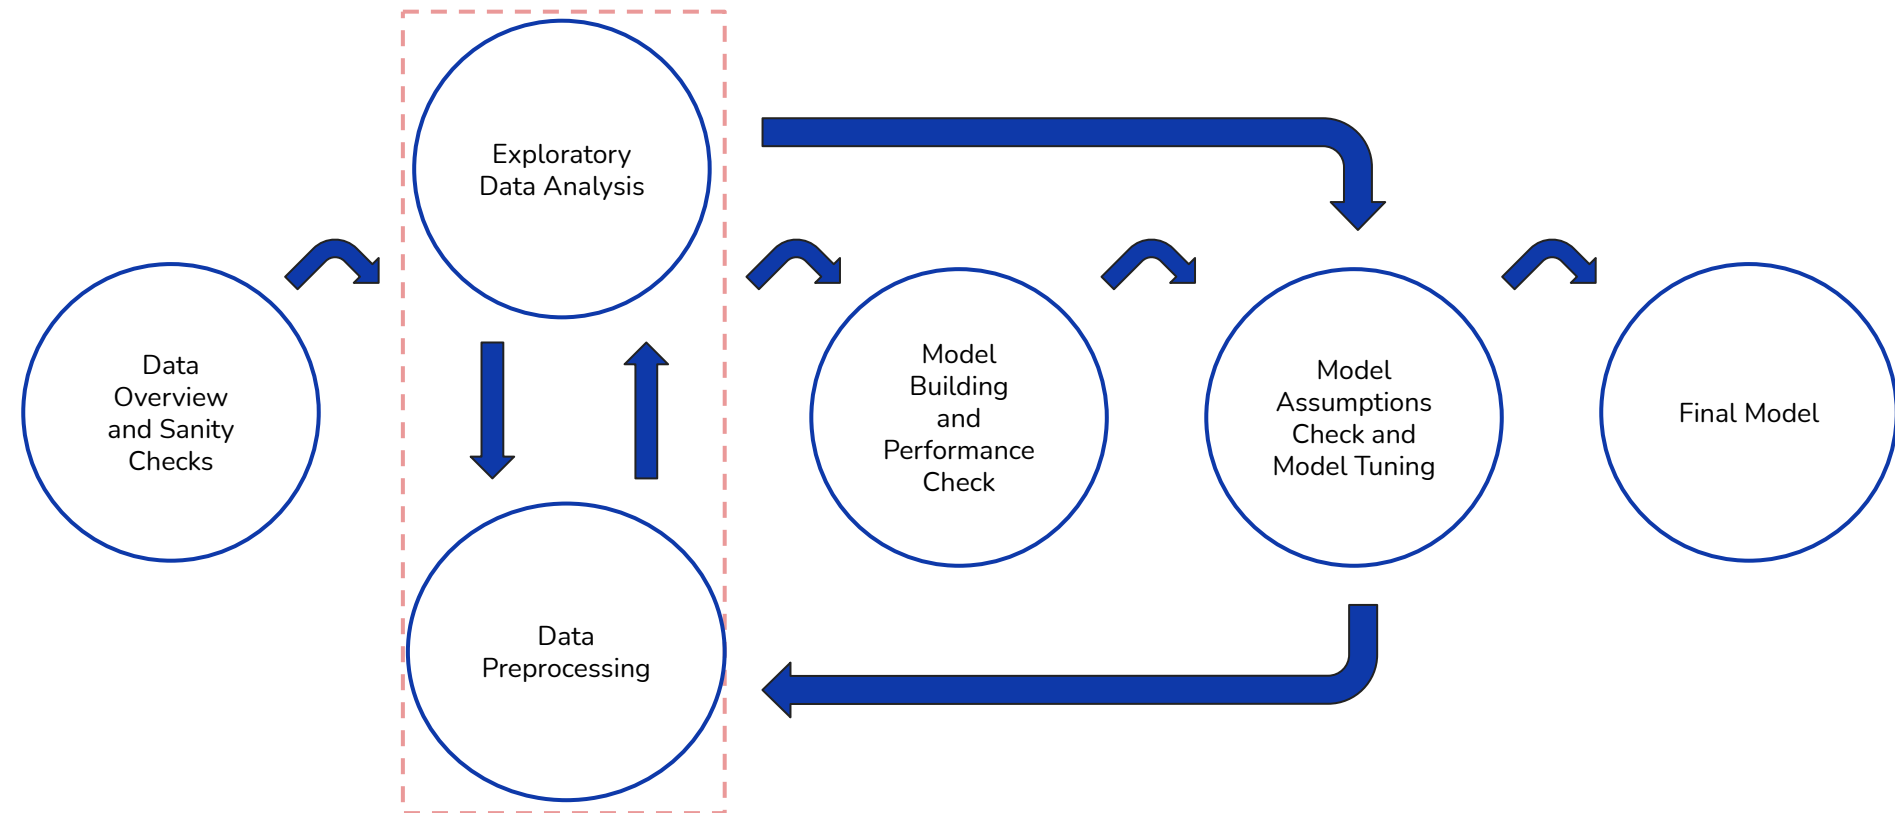 Exploratory
Data Analysis
Data
Overview
and Sanity
Checks
Model
Building
and
Performance
Check
Model
Assumptions
Check and
Model Tuning
Final Model
Data
Preprocessing